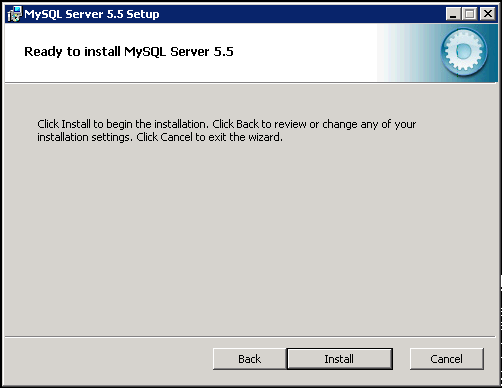 MySQL Server 5.5 Setup
Ready to install MySQL Server 5.5
Click Install to begin the installation. Click Back to review or change any of your
installation settings. Click Cancel to exit the wizard.
Back
Install
Cancel